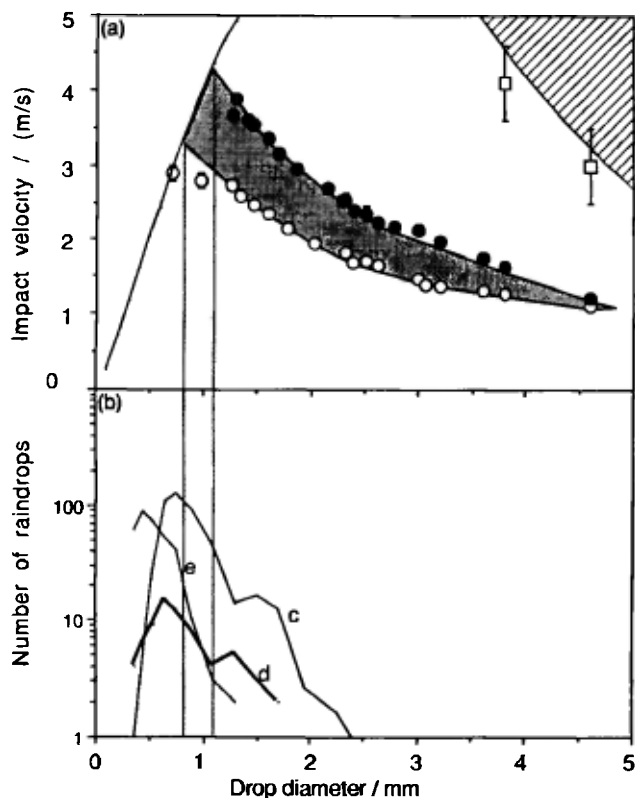 (a)
5
4
3
2
1
0
Impact velocity / (m/s)
(b)
100
10
1
Number of raindrops
e
c
d
0 1 2 3 4 5
Drop diameter / mm